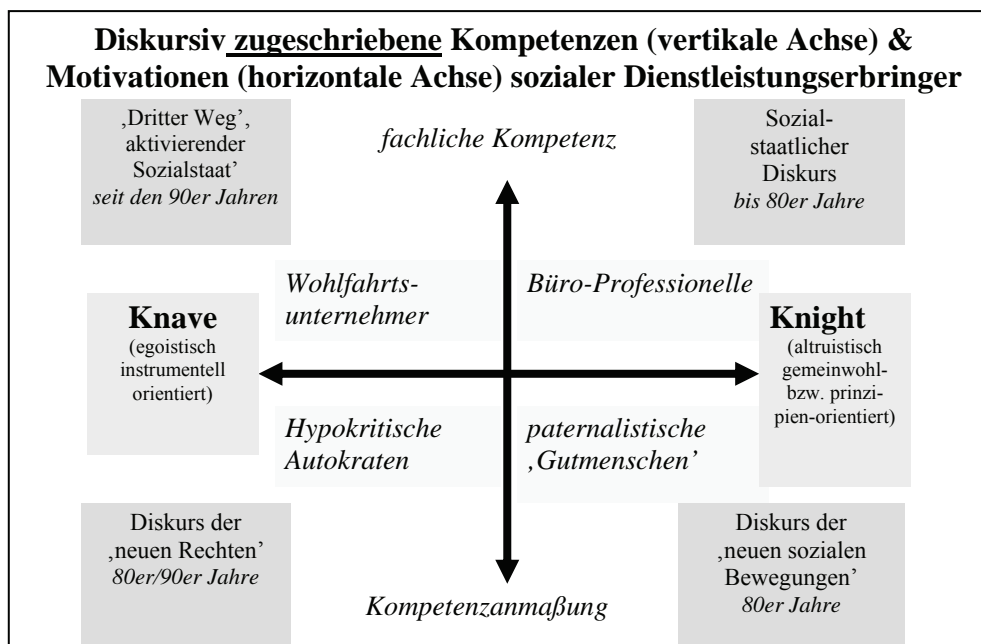 Diskursiv zugeschriebene Kompetenzen (vertikale Achse) &
Motivationen (horizontale Achse) sozialer Dienstleistungserbringer
‚Dritter Weg’,
aktivierender
Sozialstaat’
seit den 90er Jahren
fachliche Kompetenz
Sozial-
staatlicher
Diskurs
bis 80er Jahre
Wohlfahrts-
unternehmer
Büro-Professionelle
Knave
(egoistisch
instrumentell
orientiert)
Knight
(altruistisch
gemeinwohl-
bzw. prinzi-
pien-orientiert)
Hypokritische
Autokraten
paternalistische
‚Gutmenschen’
Diskurs der
‚neuen Rechten’
80er/90er Jahre
Kompetenzanmaßung
Diskurs der
‚neuen sozialen
Bewegungen’
80er Jahre